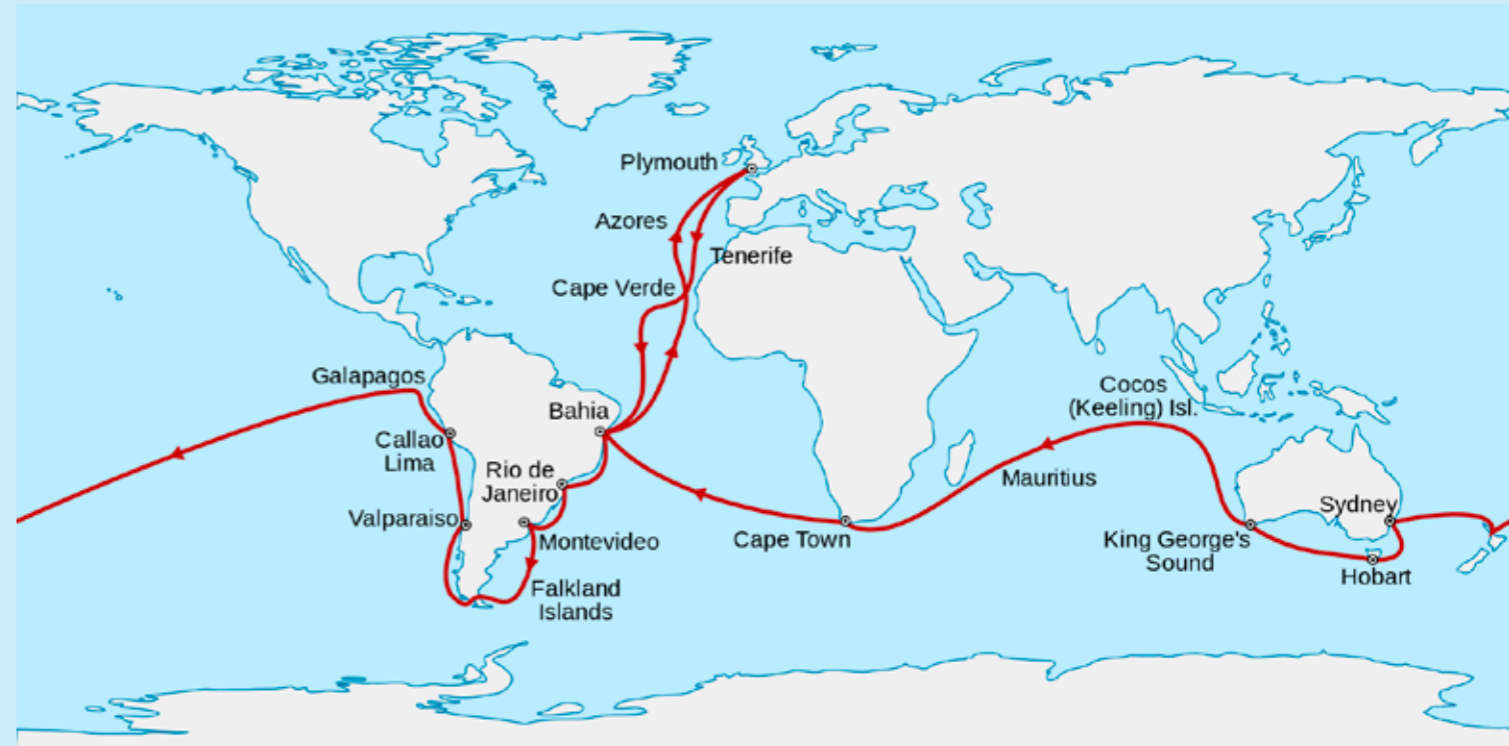 Plymouth
Azores
Tenerife
Cape Verde
Galapagos
Bahia
Callao
Lima
Rio de
Janeiro
Valparaiso
Montevideo
Falkland
Islands
Cape Town
Mauritius
Cocos
(Keeling) Isl.
Sydney
King George's
Sound
Hobart